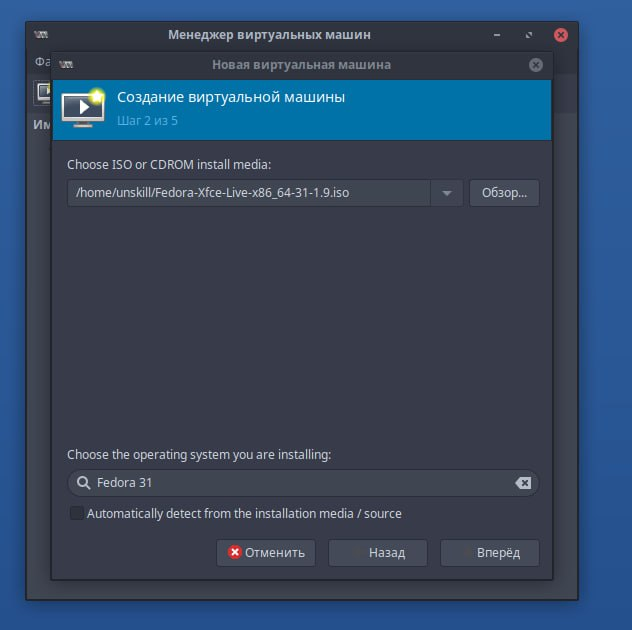 Менеджер виртуальных машин
Фа
Новая виртуальная машина
Им
Создание виртуальной машины
Шаг 2 из 5
Choose ISO or CDROM install media:
/home/unskill/Fedora-Xfce-Live-x86_64-31-1.9.iso
Обзор...
Choose the operating system you are installing:
Fedora 31
Automatically detect from the installation media / source
Отменить
Назад
Вперёд